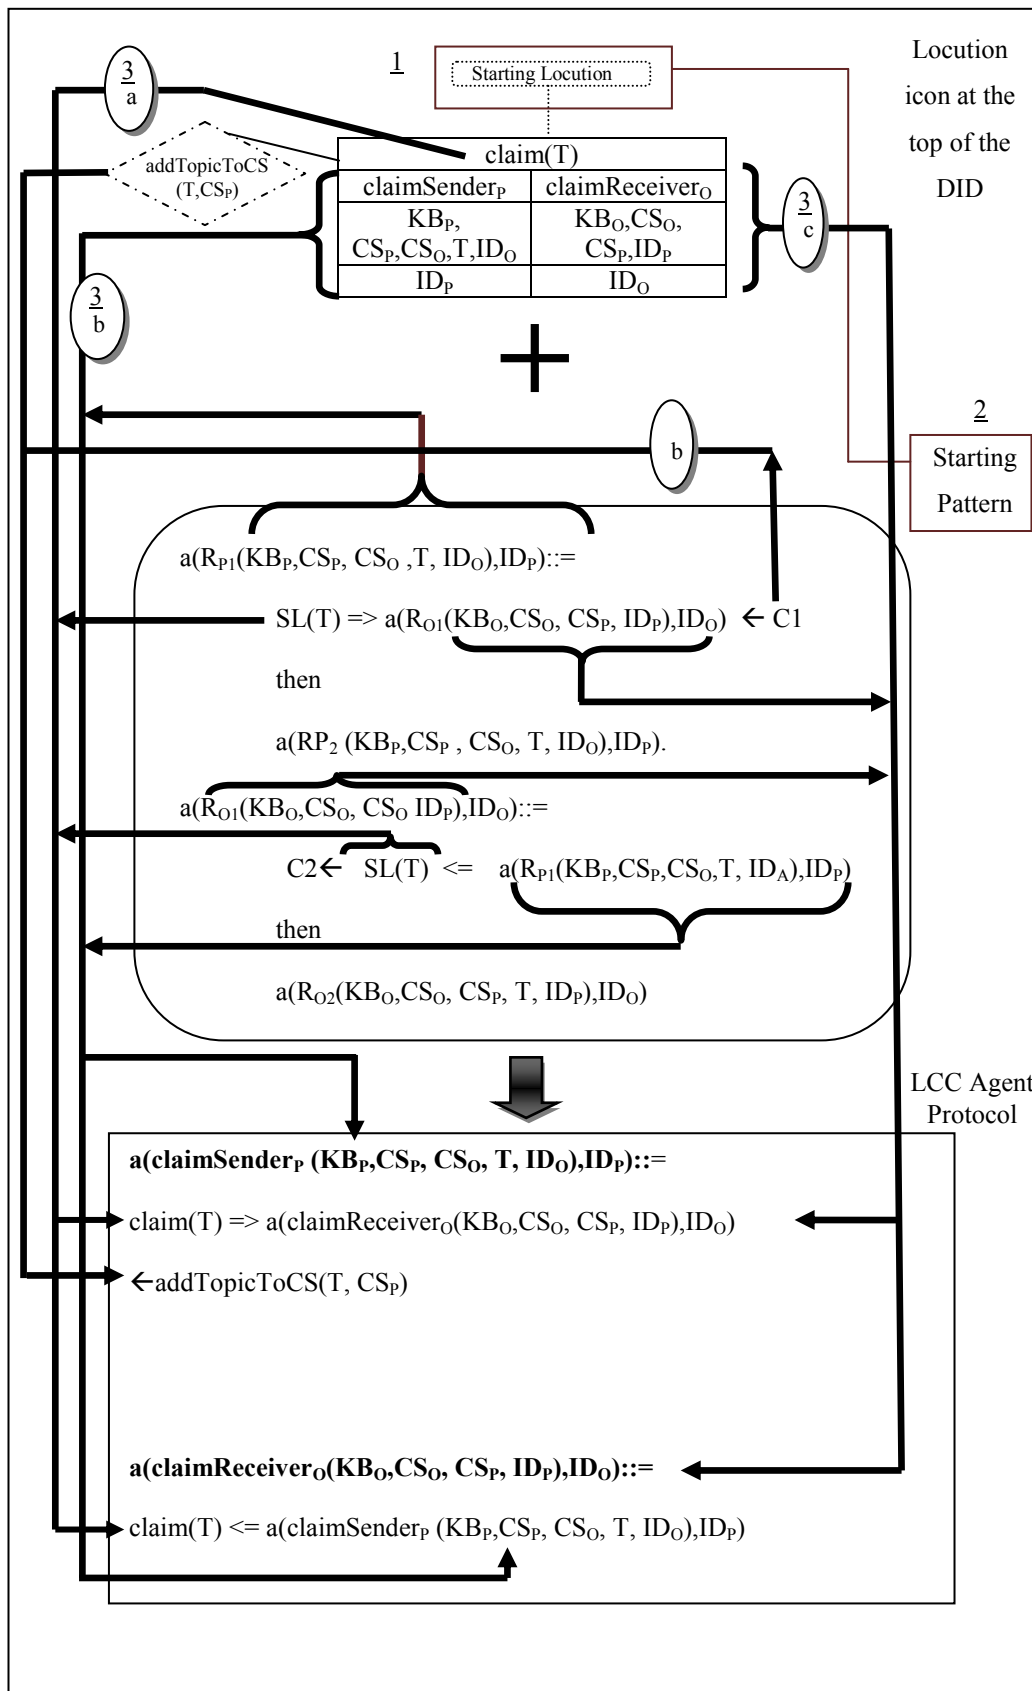 3
a
1
Starting Locution
Locution
icon at the
top of the
DID
addTopicToCS
(T,CSP)
claim(T)
claimSenderP claimReceiverO
KBP,
CSP,CSO,T,IDO
KBO,CSO,
CSP,IDP
IDP IDO
3
c
3
b
2
Starting
Pattern
b
a(RP1(KBP,CSP, CSO ,T, IDO),IDP)::=
SL(T) => a(RO1(KBO,CSO, CSP, IDP),IDO) ← C1
then
a(RP2 (KBP,CSP , CSO, T, IDO),IDP).
a(RO1(KBO,CSO, CSO IDP),IDO)::=
C2← SL(T) <= a(RP1(KBP,CSP,CSO,T, IDA),IDP)
then
a(RO2(KBO,CSO, CSP, T, IDP),IDO)
LCC Agent
Protocol
a(claimSenderP (KBP,CSP, CSO, T, IDO),IDP)::=
claim(T) => a(claimReceiverO(KBO,CSO, CSP, IDP),IDO)
←addTopicToCS(T, CSP)
a(claimReceiverO(KBO,CSO, CSP, IDP),IDO)::=
claim(T) <= a(claimSenderP (KBP,CSP, CSO, T, IDO),IDP)